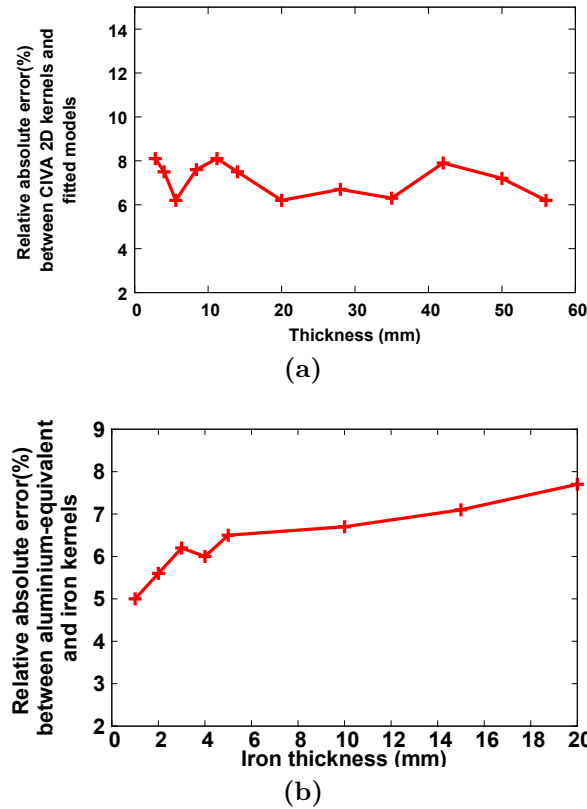 14
12
10
8
6
4
2
Relative absolute error(%)
between CIVA 2D kernels and
fitted models
0 10 20 30 40 50 60
Thickness (mm)
(a)
9
8
7
6
5
4
3
2
Relative absolute error(%)
between aluminium-equivalent
and iron kernels
0 2 4 6 8 10 12 14 16 18 20
Iron thickness (mm)
(b)